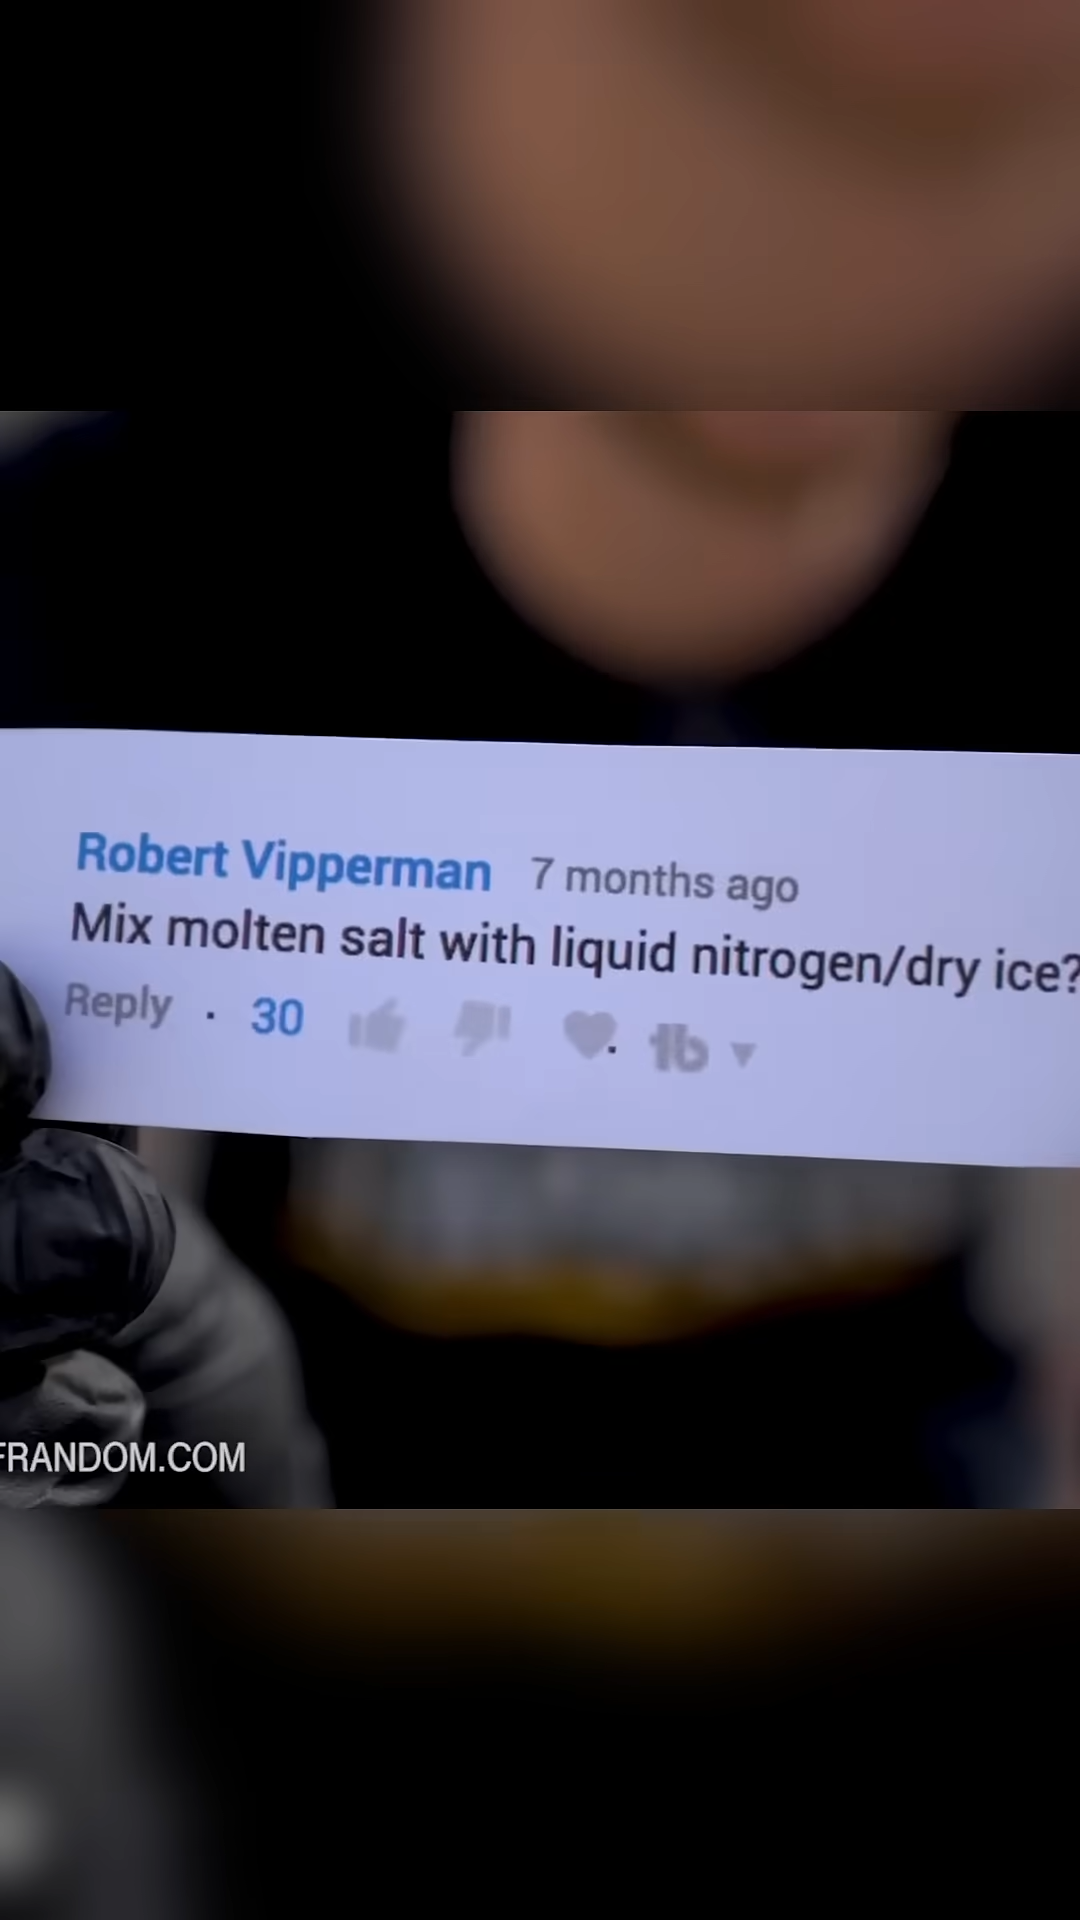 Robert Vipperman 7 months ago
Mix molten salt with liquid nitrogen/dry ice?
Reply · 30
FRANDOM.COM